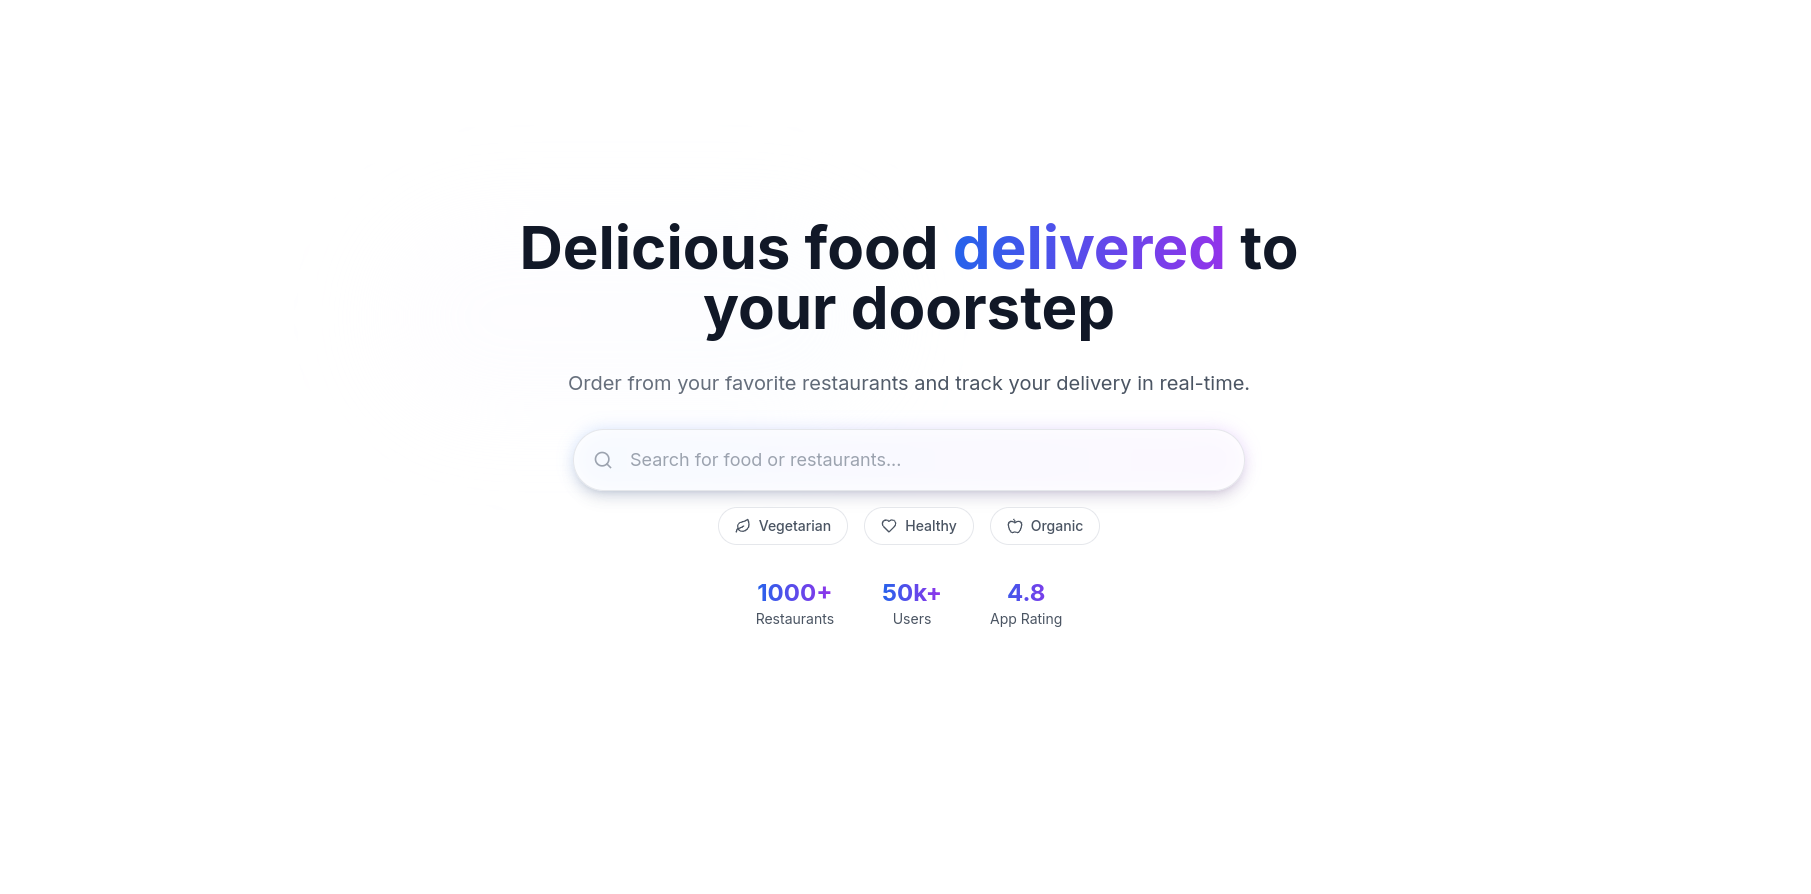 Delicious food delivered to
your doorstep
Order from your favorite restaurants and track your delivery in real-time.
Search for food or restaurants...
Vegetarian Healthy Organic
1000+ 50k+ 4.8
Restaurants Users App Rating